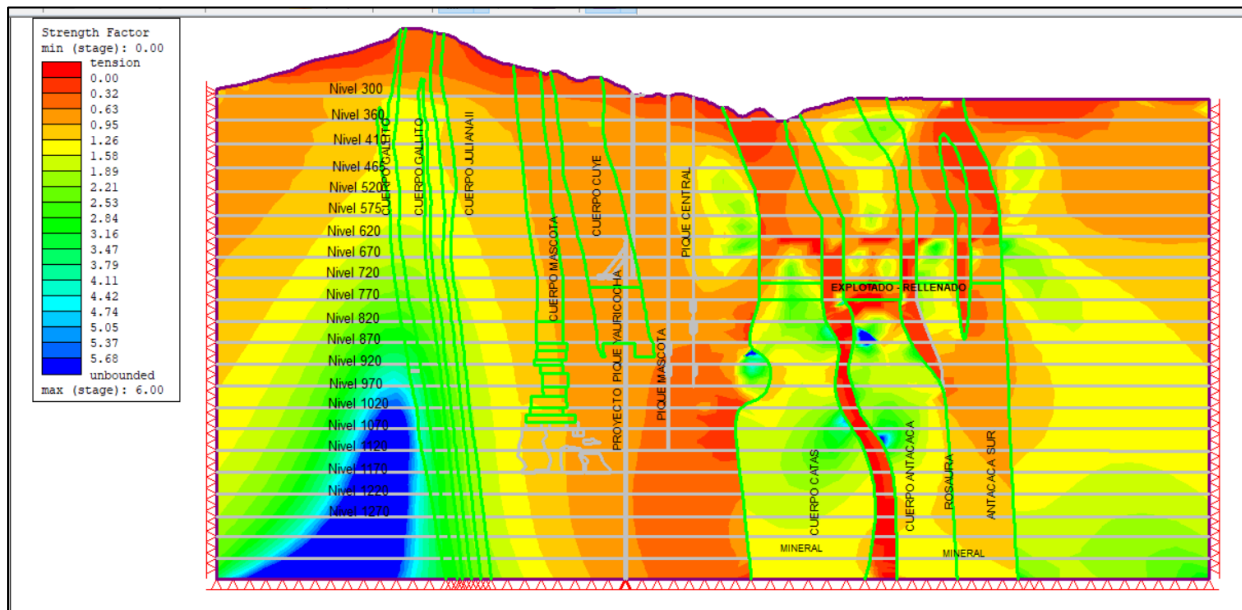 Strength Factor
min (stage): 0.00
tension
0.00
0.32
0.63
0.95
1.26
1.58
1.89
2.21
2.53
2.84
3.16
3.47
3.79
4.11
4.42
4.74
5.05
5.37
5.68
unbounded
max (stage): 6.00
Nivel 300
Nivel 360
Nivel 410
Nivel 465
Nivel 520
Nivel 575
Nivel 620
Nivel 670
Nivel 720
Nivel 770
Nivel 820
Nivel 870
Nivel 920
Nivel 970
Nivel 1020
Nivel 1070
Nivel 1120
Nivel 1170
Nivel 1220
Nivel 1270
CUERPO GALLITO
CUERPO GALLITO
CUERPO JULIANAII
CUERPO MASCOTA
CUERPO CUYE
PROYECTO PIQUE YAURICOCHA
PIQUE MASCOTA
PIQUE CENTRAL
EXPLOTADO - RELLENADO
CUERPO CATAS
CUERPO ANTACACA
ROSAURA
ANTACACA SUR
MINERAL
MINERAL